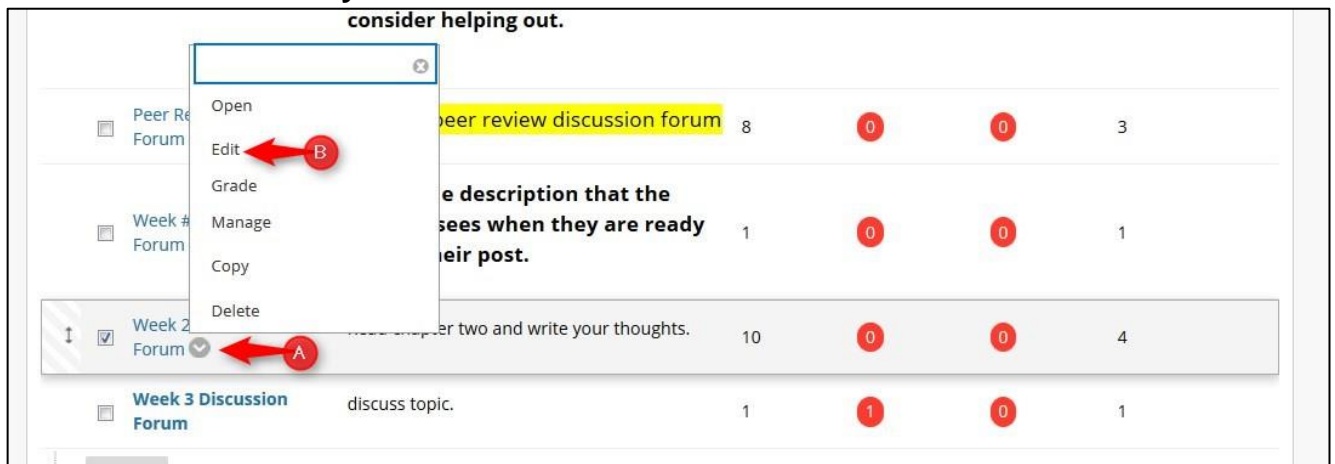 consider helping out.
Open
Peer Re
Forum
peer review discussion forum
8
0
0
3
Edit
B
Grade
e description that the
Week #
Forum
Manage
sees when they are ready
1
0
0
1
eir post.
Copy
Delete
Week 2
Forum
chapter two and write your thoughts.
10
0
0
4
A
Week 3 Discussion
Forum
discuss topic.
1
1
0
1